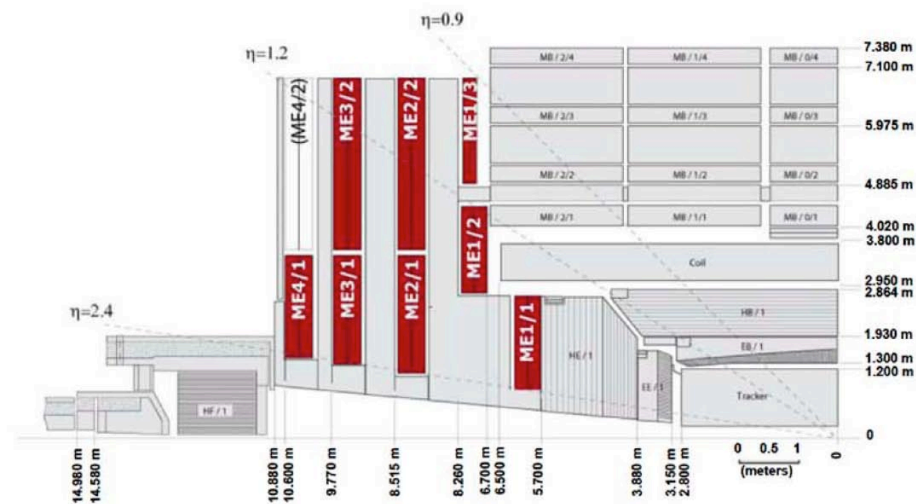 η=0.9
η=1.2
MB / 2/4
MB / 1/4
MB / 0/4
7.380 m
7.100 m
(ME4/2)
ME3/2
ME2/2
ME1/3
MB / 2/3
MB / 1/3
MB / 0/3
5.975 m
MB / 2/2
MB / 1/2
MB / 0/2
4.885 m
MB / 2/1
MB / 1/1
MB / 0/1
4.020 m
3.800 m
ME1/2
Coil
2.950 m
2.864 m
ME4/1
ME3/1
ME2/1
ME1/1
η=2.4
HB / 1
1.930 m
HE / 1
EB / 1
1.300 m
1.200 m
EE / 1
Tracker
HF / 1
0
0 0.5 1
(meters)
14.980 m
14.580 m
10.880 m
10.600 m
9.770 m
8.515 m
8.260 m
6.700 m
6.500 m
5.700 m
3.880 m
3.150 m
2.800 m
0